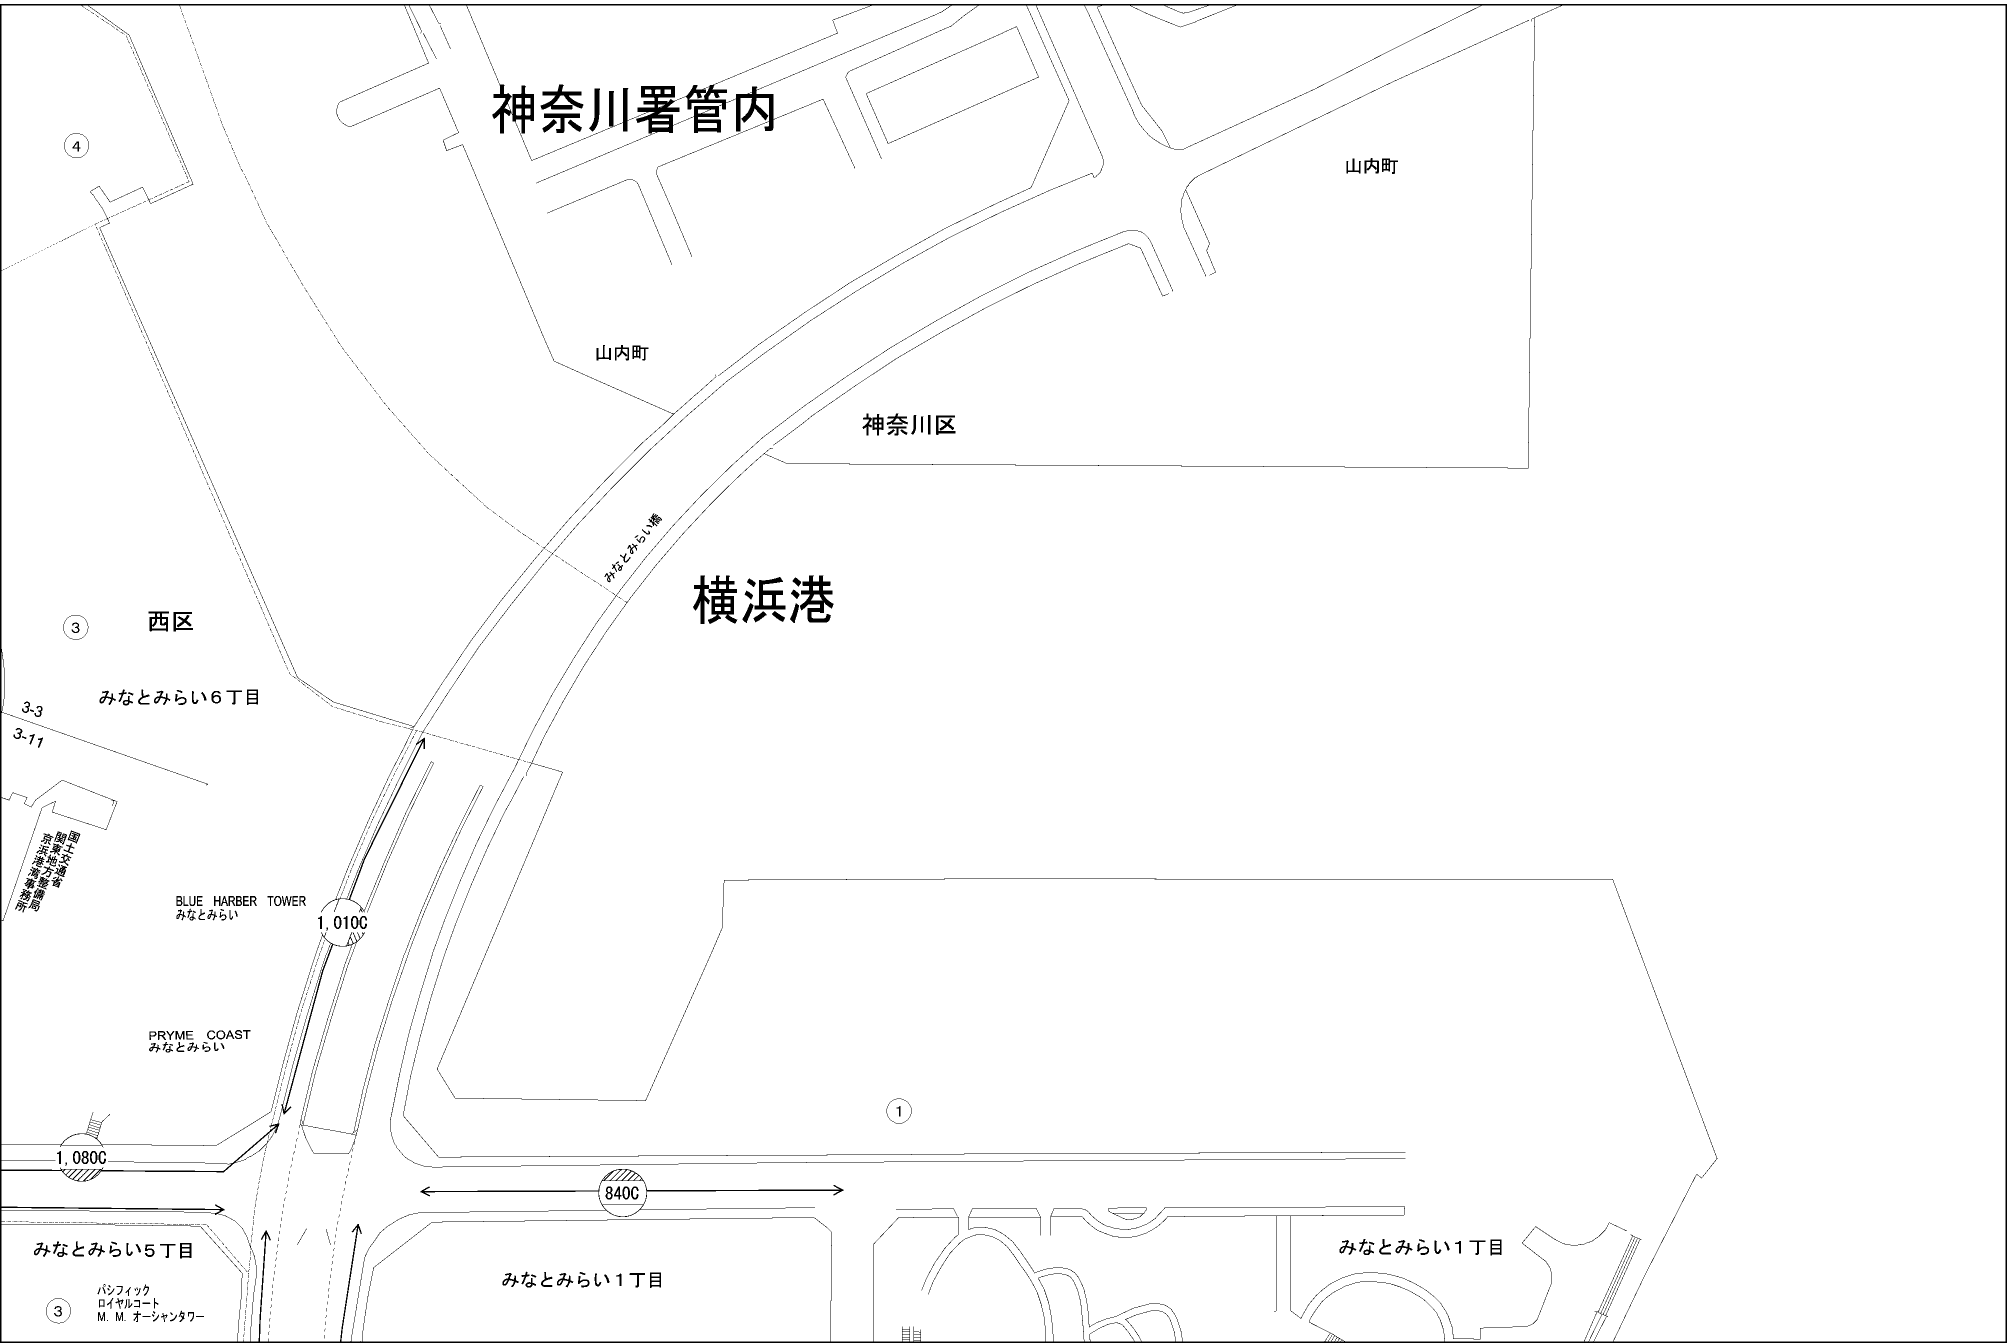 神奈川署管内
4
山内町
山内町
神奈川区
みなとみらい橋
横浜港
3
西区
みなとみらい6丁目
3-3
3-11
国土交通省
関東地方整備局
京浜港湾事務所
BLUE HARBER TOWER
みなとみらい
1,010C
PRYME COAST
みなとみらい
1
1,080C
840C
みなとみらい5丁目
みなとみらい1丁目
みなとみらい1丁目
3
パシフィック
ロイヤルコート
M.M.オーシャンタワー